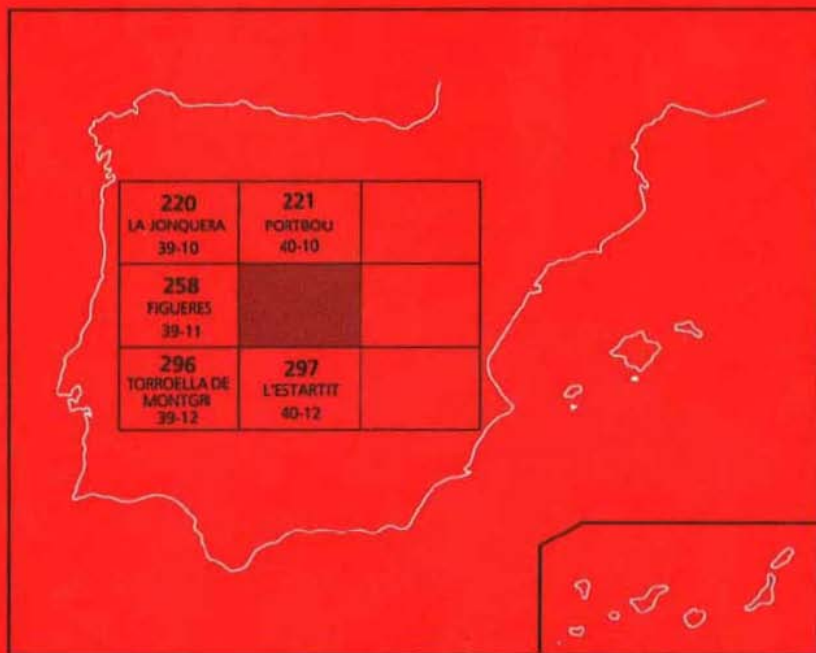 220
LA JONQUERA
39-10
221
PORTBOU
40-10
258
FIGUERES
39-11
296
TORROELLA DE
MONTGRI
39-12
297
L'ESTARTIT
40-12